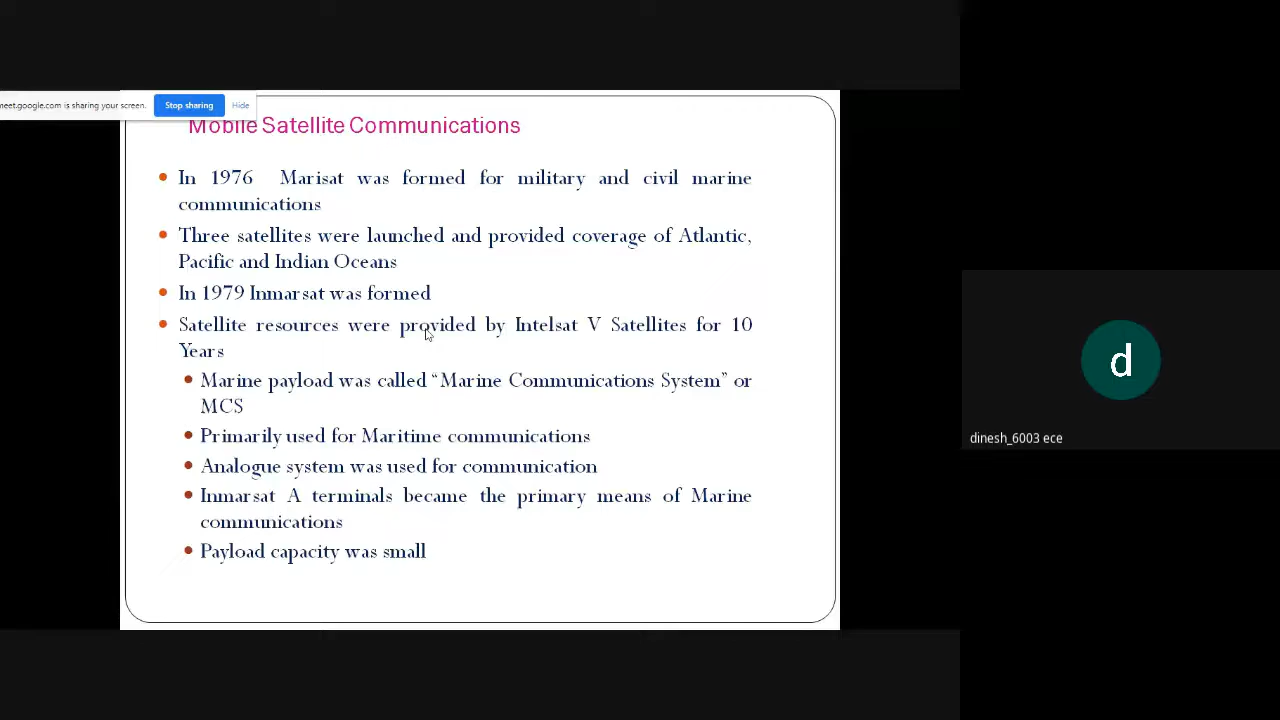 meet.google.com is sharing your screen. Stop sharing Hide
Mobile Satellite Communications
In 1976 Marisat was formed for military and civil marine
communications
Three satellites were launched and provided coverage of Atlantic,
Pacific and Indian Oceans
In 1979 Inmarsat was formed
Satellite resources were provided by Intelsat V Satellites for 10
Years
Marine payload was called “Marine Communications System” or
MCS
Primarily used for Maritime communications
Analogue system was used for communication
Inmarsat A terminals became the primary means of Marine
communications
Payload capacity was small
d
dinesh_6003 ece